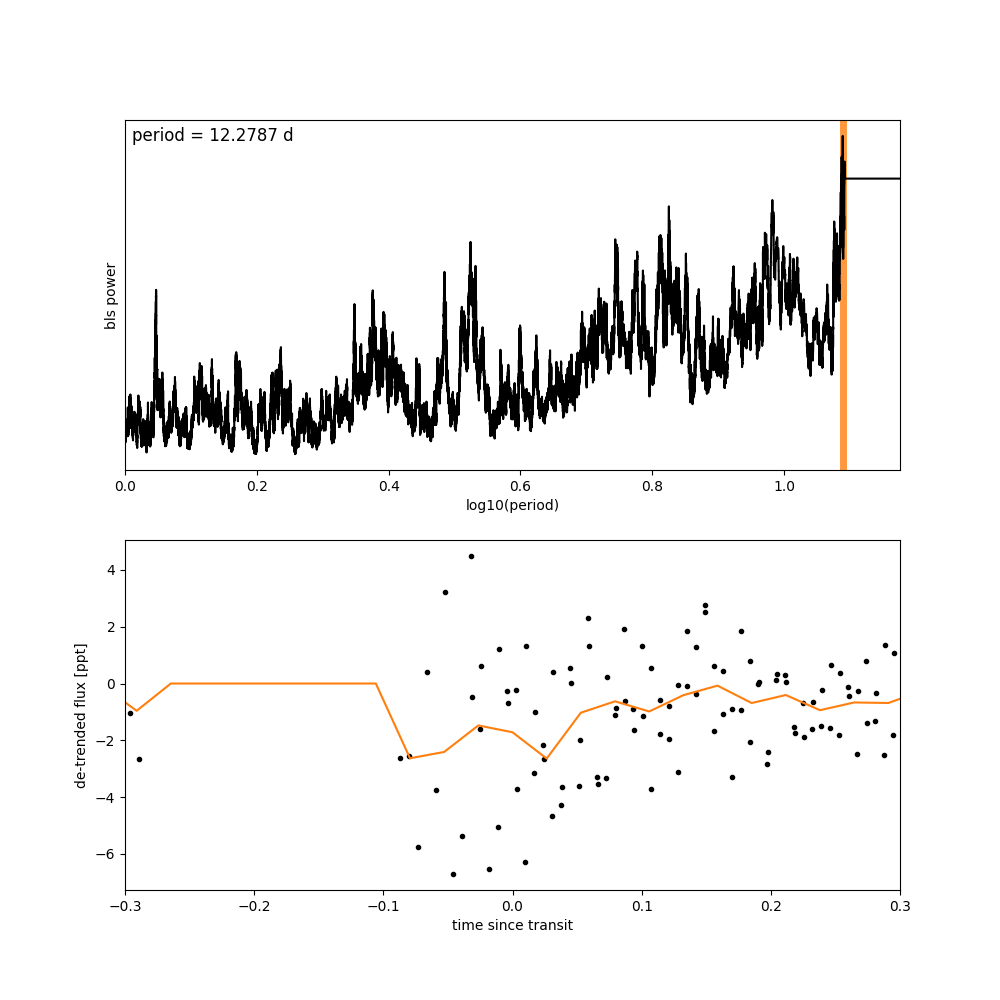 period = 12.2787 d
bls power
0.0 0.2 0.4 0.6 0.8 1.0
log10(period)
4
2
0
−2
−4
−6
de-trended flux [ppt]
−0.3 −0.2 −0.1 0.0 0.1 0.2 0.3
time since transit